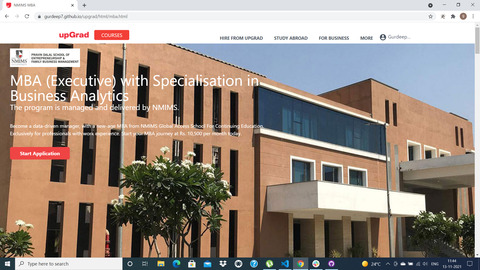 NMIMS MBA
gurdeep7.github.io/upgrad/html/mba.html
upGrad
COURSES
HIRE FROM UPGRAD
STUDY ABROAD
FOR BUSINESS
MORE
Gurdeep..
NMIMS
PRAVIN DALAL SCHOOL OF
ENTREPRENEURSHIP &
FAMILY BUSINESS MANAGEMENT
MBA (Executive) with Specialisation in
Business Analytics
The program is managed and delivered by NMIMS.
Become a data-driven manager, with a new age MBA from NMIMS Global Access School For Continuing Education.
Exclusively for professionals with work experience. Start your MBA journey at Rs. 10,500 per month today.
Start Application
Type here to search
24°C
ENG
11:44
13-11-2021